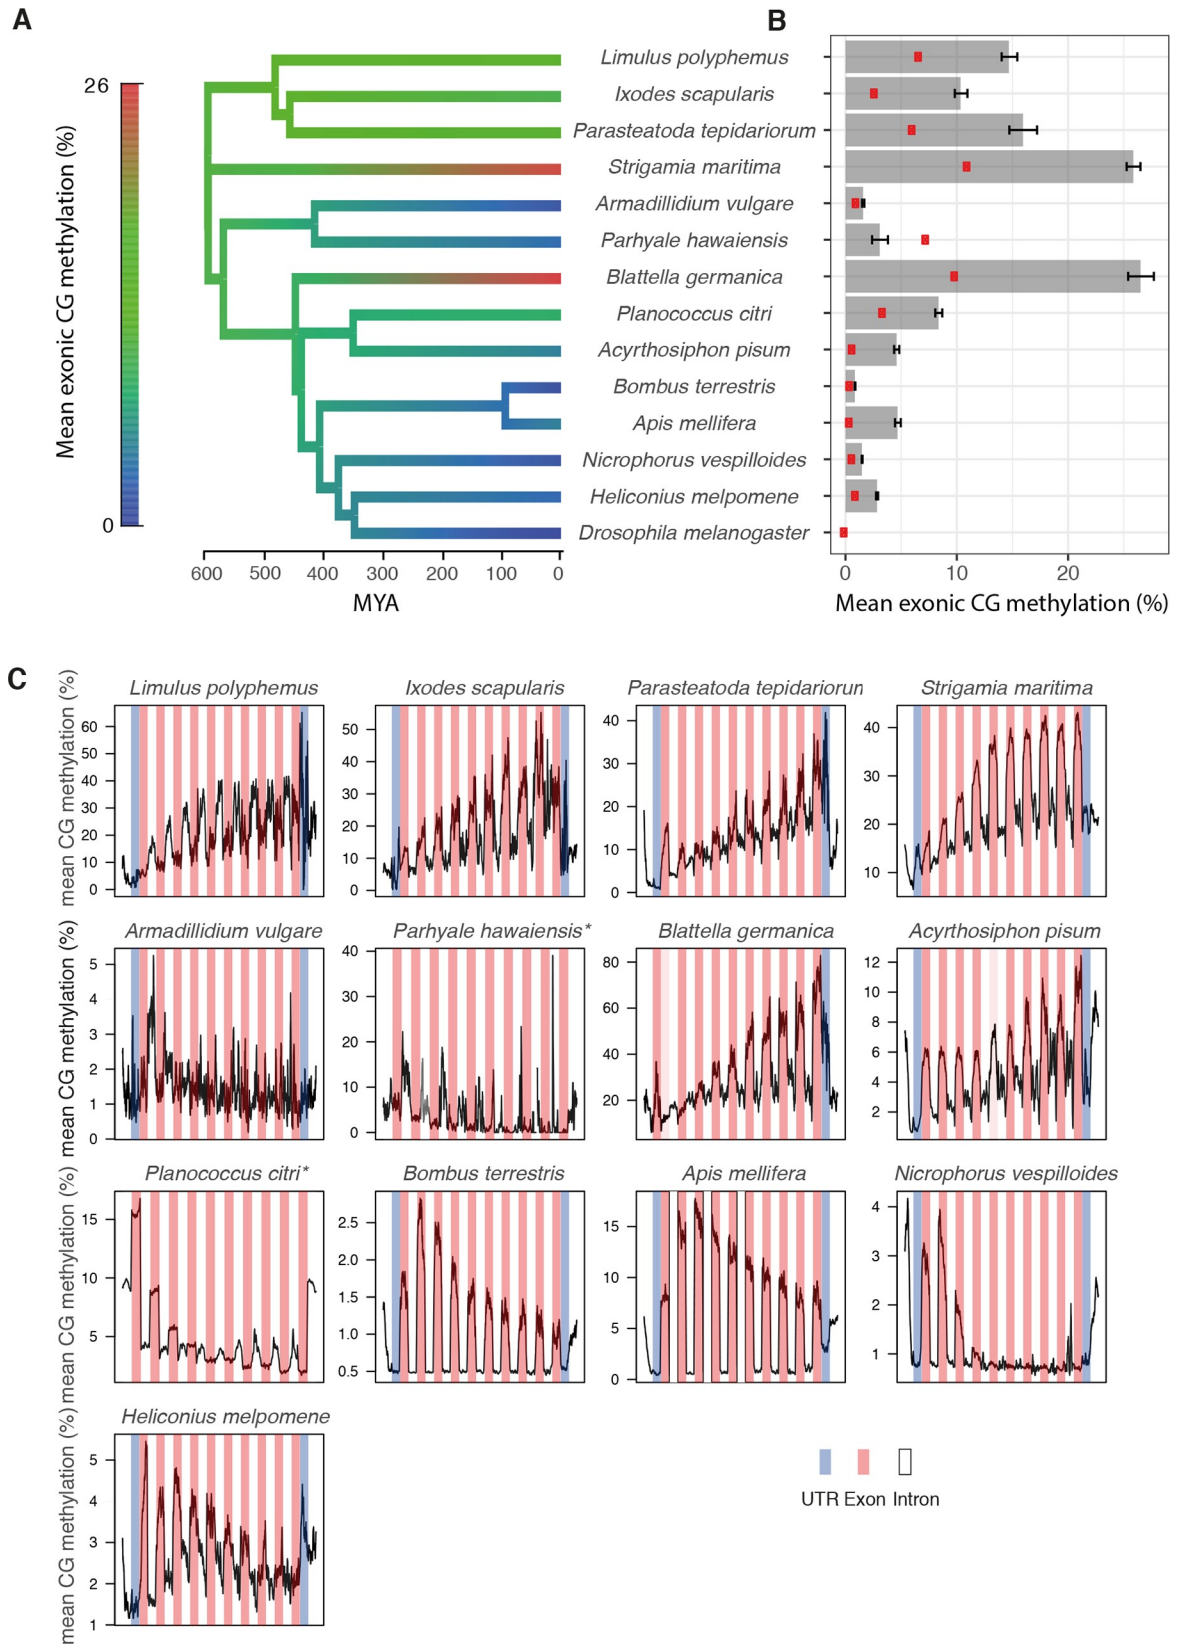 A
B
26
Mean exonic CG methylation (%)
0
Limulus polyphemus
Ixodes scapularis
Parasteatoda tepidariorum
Strigamia maritima
Armadillidium vulgare
Parhyale hawaiensis
Blattella germanica
Planococcus citri
Acyrthosiphon pisum
Bombus terrestris
Apis mellifera
Nicrophorus vespilloides
Heliconius melpomene
Drosophila melanogaster
600 500 400 300 200 100 0
MYA
0 10 20
Mean exonic CG methylation (%)
C
mean CG methylation (%)
Limulus polyphemus
60
50
40
30
20
10
0
Ixodes scapularis
50
40
30
20
10
0
Parasteatoda tepidariorun
40
30
20
10
0
Strigamia maritima
40
30
20
10
mean CG methylation (%)
Armadillidium vulgare
5
4
3
2
1
0
Parhyale hawaiensis*
40
30
20
10
0
Blattella germanica
80
60
40
20
Acyrthosiphon pisum
12
10
8
6
4
2
mean CG methylation (%)
Planococcus citri*
15
10
5
Bombus terrestris
2.5
2.0
1.5
1.0
0.5
Apis mellifera
15
10
5
0
Nicrophorus vespilloides
4
3
2
1
mean CG methylation (%)
Heliconius melpomene
5
4
3
2
1
UTR Exon Intron